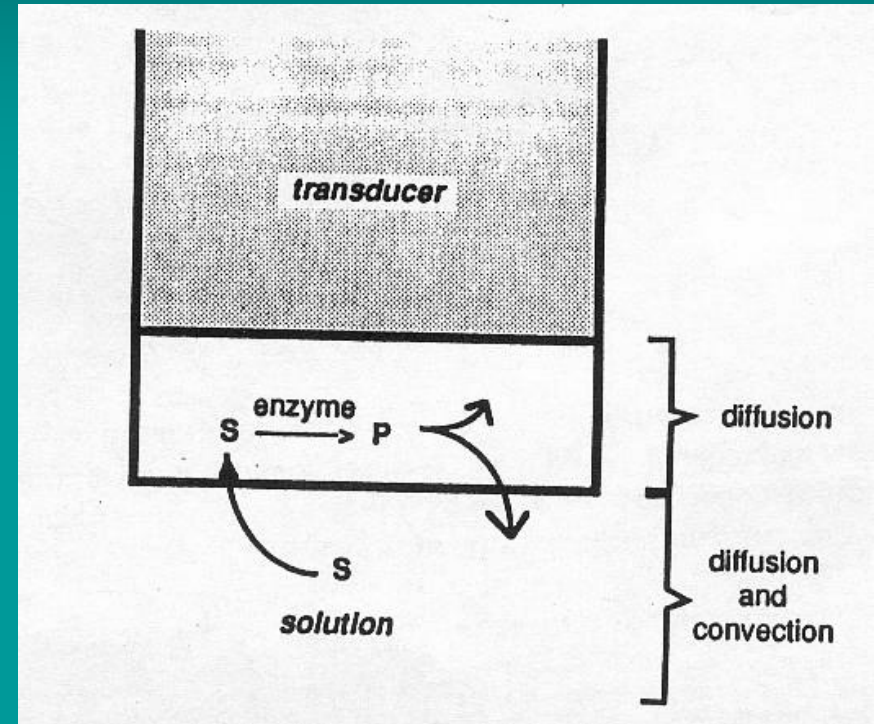 transducer
enzyme
S
P
diffusion
S
solution
diffusion
and
convection